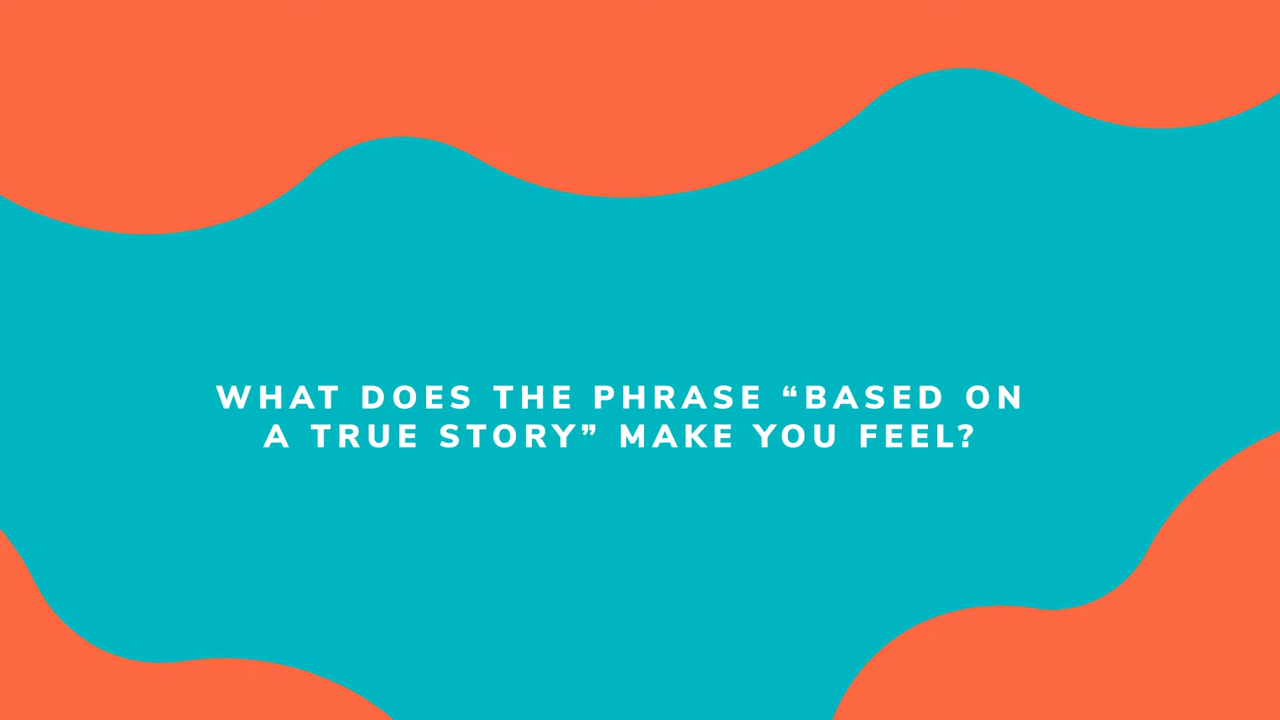 WHAT DOES THE PHRASE “BASED ON
A TRUE STORY” MAKE YOU FEEL?